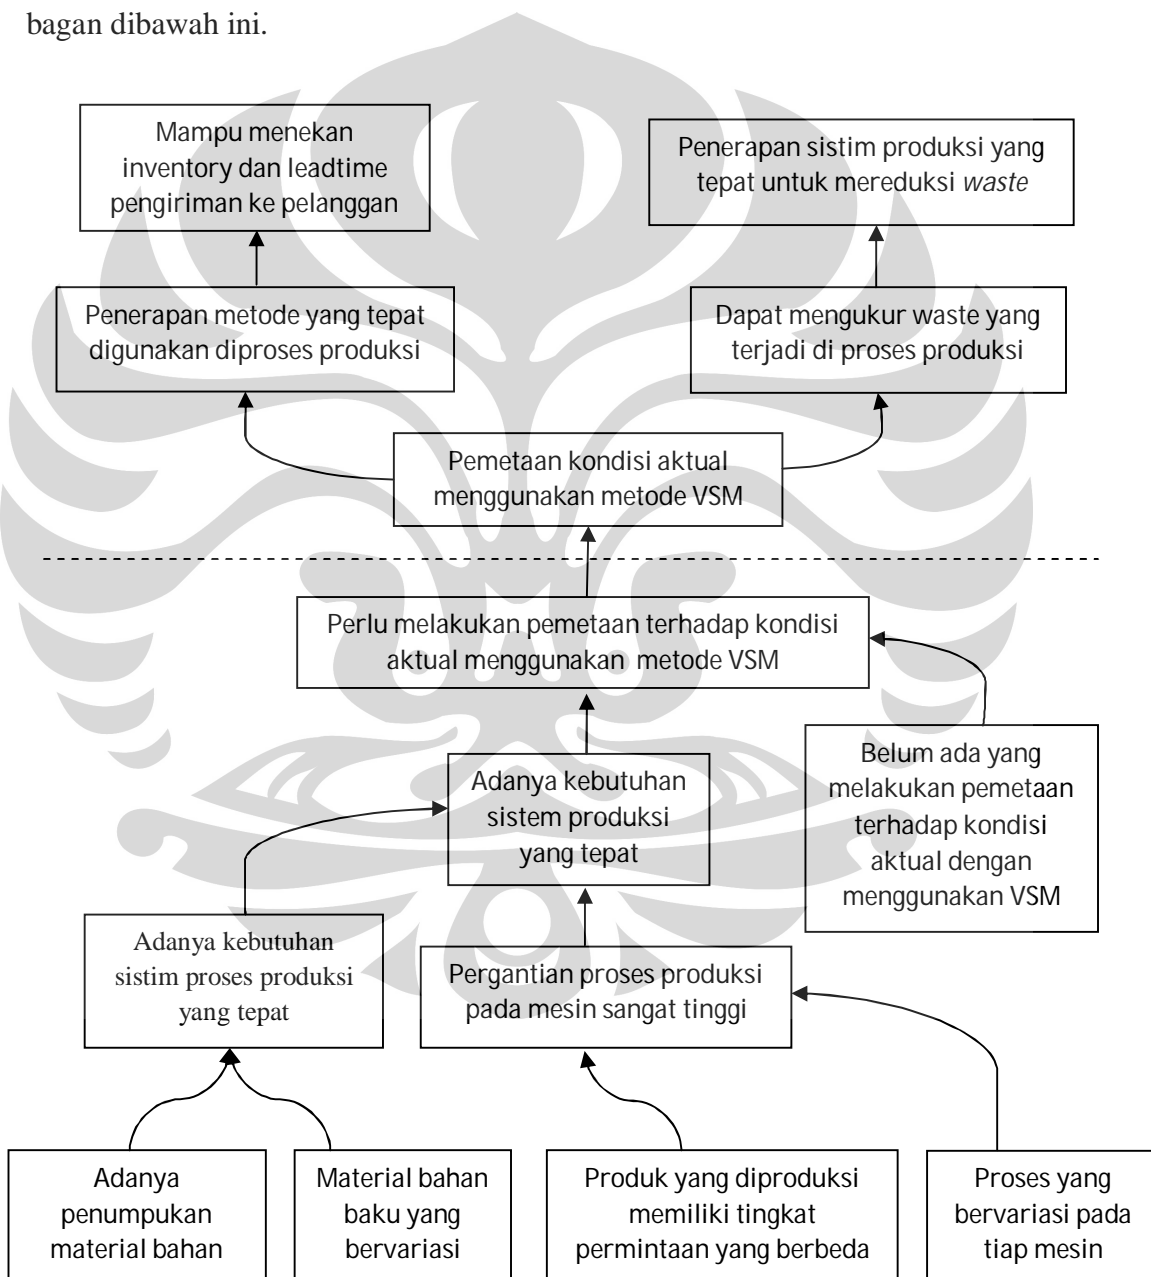 bagan dibawah ini.
Mampu menekan
inventory dan leadtime
pengiriman ke pelanggan
Penerapan sistim produksi yang
tepat untuk mereduksi waste
Penerapan metode yang tepat
digunakan diproses produksi
Dapat mengukur waste yang
terjadi di proses produksi
Pemetaan kondisi aktual
menggunakan metode VSM
Perlu melakukan pemetaan terhadap kondisi
aktual menggunakan metode VSM
Adanya kebutuhan
sistem produksi
yang tepat
Belum ada yang
melakukan pemetaan
terhadap kondisi
aktual dengan
menggunakan VSM
Adanya kebutuhan
sistim proses produksi
yang tepat
Pergantian proses produksi
pada mesin sangat tinggi
Adanya
penumpukan
material bahan
Material bahan
baku yang
bervariasi
Produk yang diproduksi
memiliki tingkat
permintaan yang berbeda
Proses yang
bervariasi pada
tiap mesin